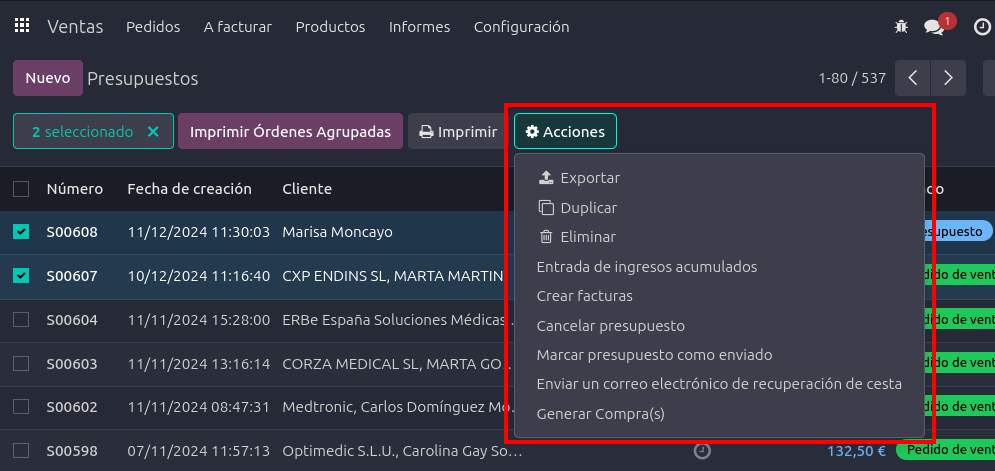 Ventas Pedidos A facturar Productos Informes Configuración 1
Nuevo Presupuestos 1-80 / 537
2 seleccionado Imprimir Órdenes Agrupadas Imprimir Acciones
Número Fecha de creación Cliente
Exportar
Duplicar
Eliminar
Entrada de ingresos acumulados
Crear facturas
Cancelar presupuesto
Marcar presupuesto como enviado
Enviar un correo electrónico de recuperación de cesta
Generar Compra(s)
S00608 11/12/2024 11:30:03 Marisa Moncayo esupuesto
S00607 10/12/2024 11:16:40 CXP ENDINS SL, MARTA MARTIN dido de vent
S00604 11/11/2024 15:28:00 ERBe España Soluciones Médicas... dido de vent
S00603 11/11/2024 13:16:14 CORZA MEDICAL SL, MARTA GO... dido de vent
S00602 11/11/2024 08:47:31 Medtronic, Carlos Domínguez Mo... dido de vent
S00598 07/11/2024 11:57:13 Optimedic S.L.U., Carolina Gay So... 132,50 € Pedido de vent